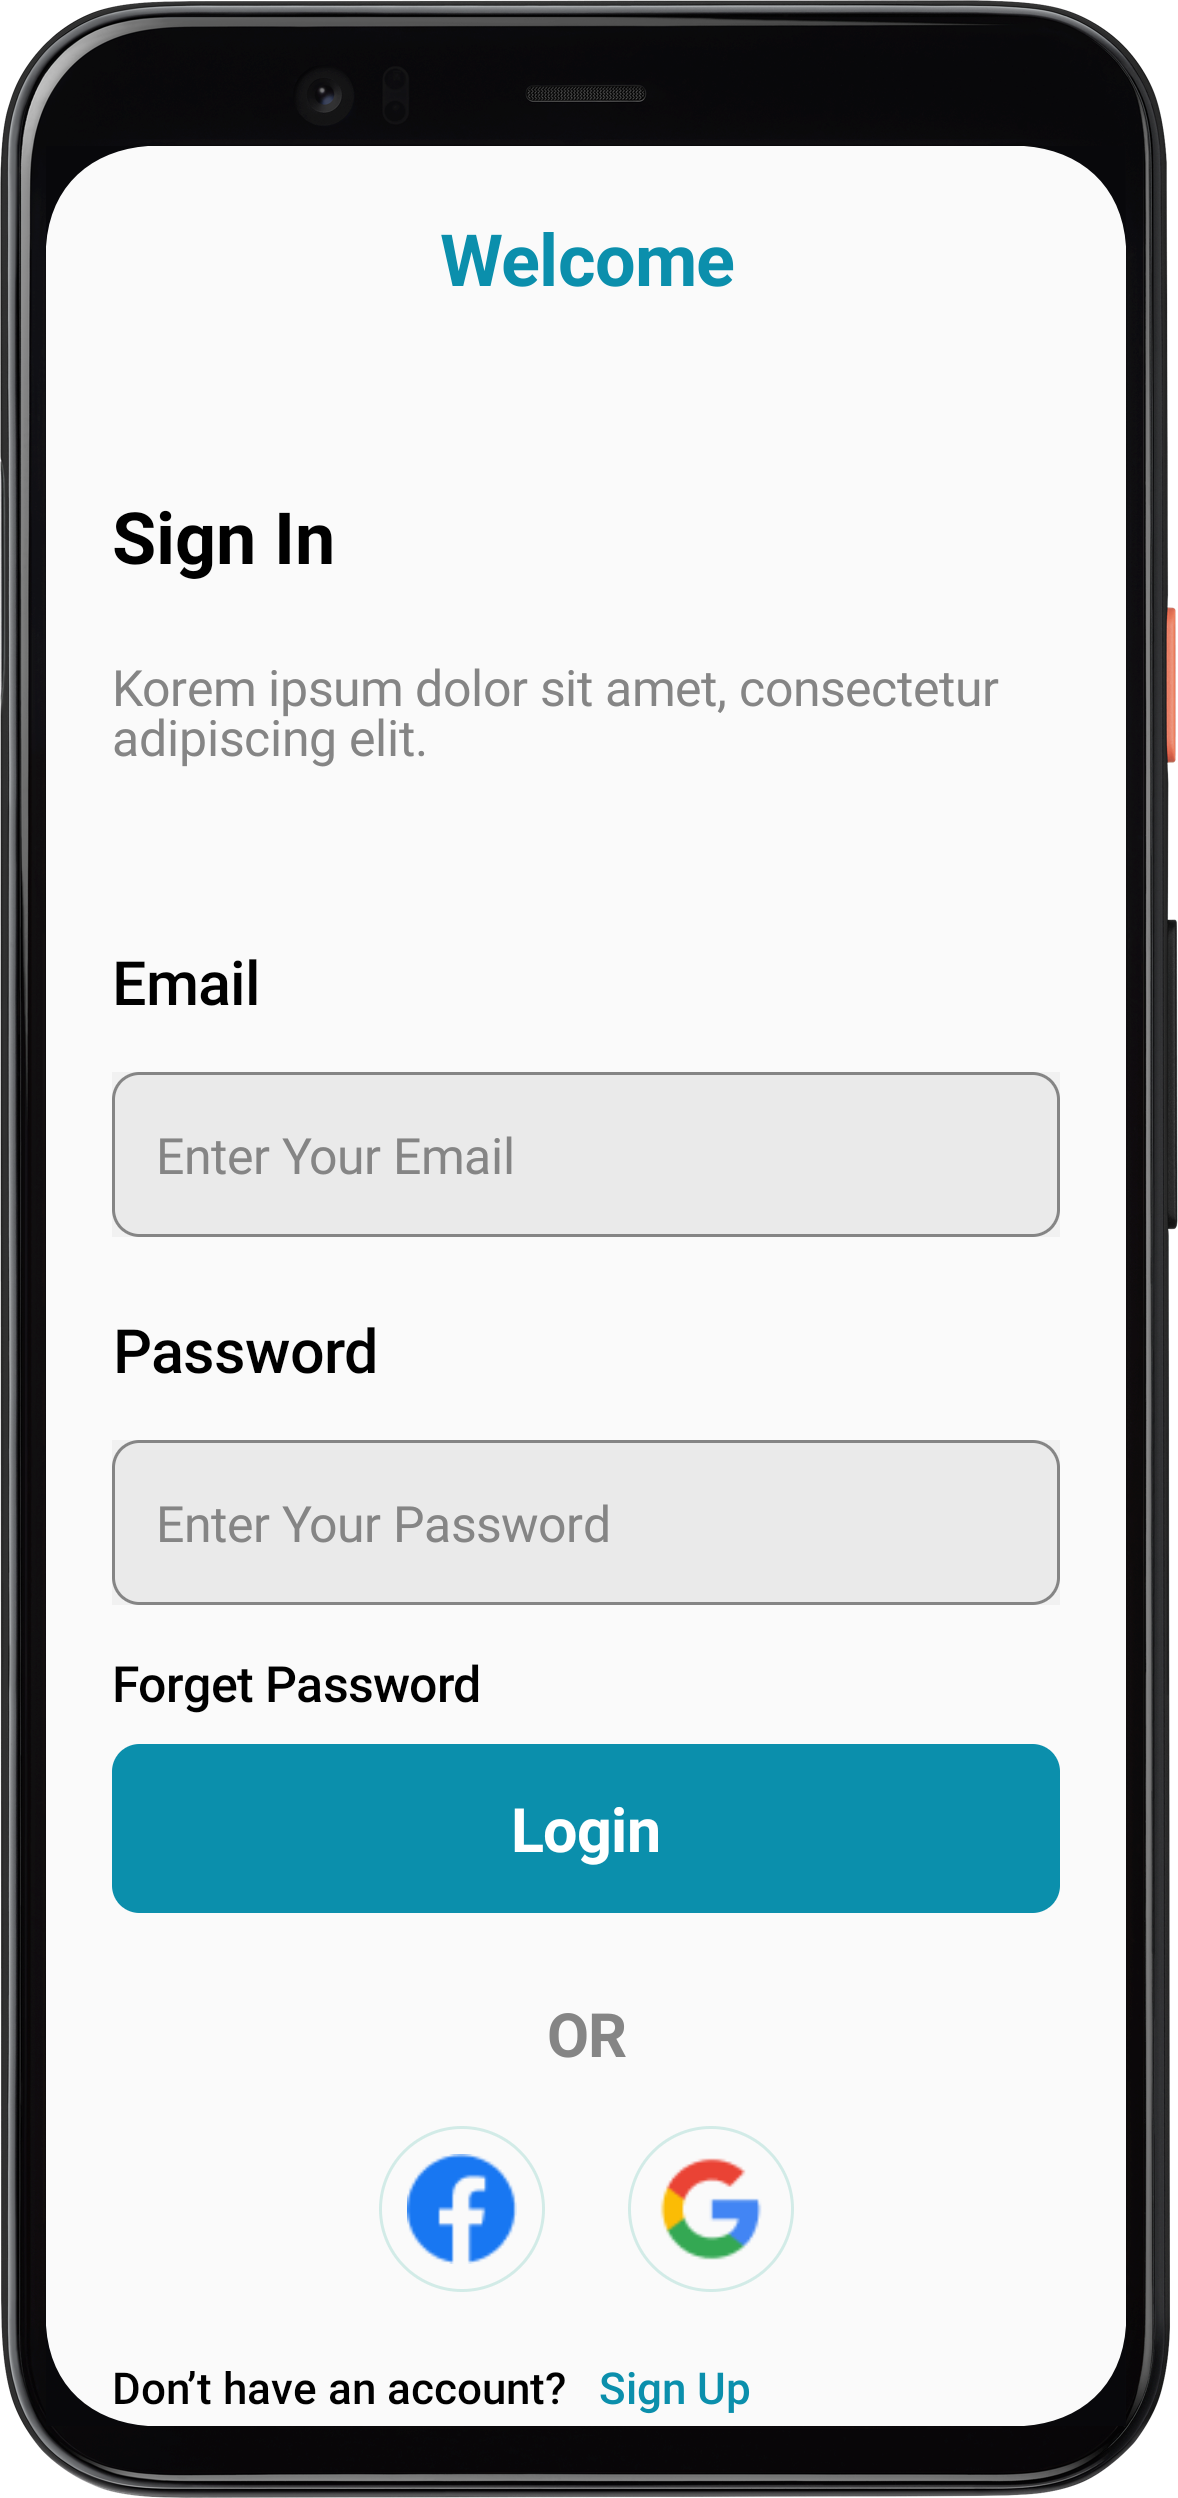 Welcome
Sign In
Korem ipsum dolor sit amet, consectetur
adipiscing elit.
Email
Enter Your Email
Password
Enter Your Password
Forget Password
Login
OR
Don’t have an account? Sign Up